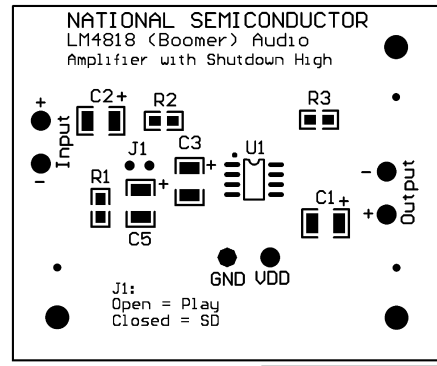 NATIONAL SEMICONDUCTOR
LM4818 (Boomer) Audio
Amplifier with Shutdown High
C2+
R2
R3
+
Input
-
J1
C3
+
U1
R1
+
C5
C1+
-
+
Output
GND VDD
J1:
Open = Play
Closed = SD